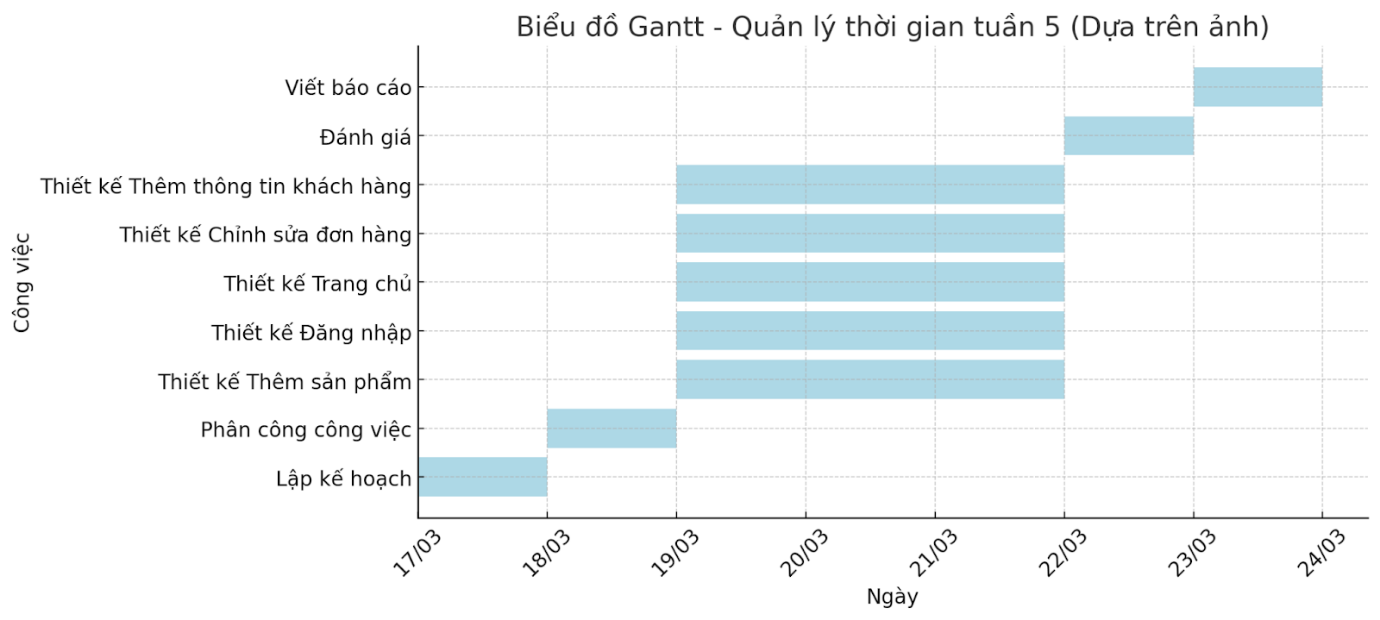 Biểu đồ Gantt - Quản lý thời gian tuần 5 (Dựa trên ảnh)
Công việc
Viết báo cáo
Đánh giá
Thiết kế Thêm thông tin khách hàng
Thiết kế Chỉnh sửa đơn hàng
Thiết kế Trang chủ
Thiết kế Đăng nhập
Thiết kế Thêm sản phẩm
Phân công công việc
Lập kế hoạch
17/03
18/03
19/03
20/03
21/03
22/03
23/03
24/03
Ngày